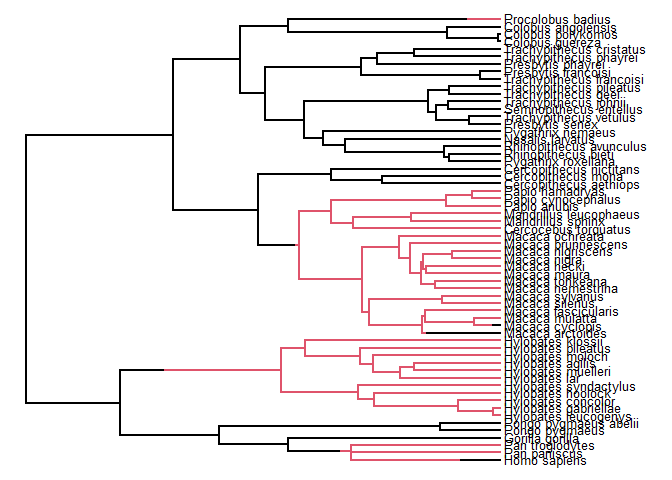 Procolobus badius
Colobus angolensis
Colobus polykomos
Colobus guereza
Trachypithecus cristatus
Trachypithecus phayrei
Presbytis phayrei
Presbytis francoisi
Trachypithecus francoisi
Trachypithecus pileatus
Trachypithecus geei
Trachypithecus johnii
Semnopithecus entellus
Trachypithecus vetulus
Presbytis senex
Pygathrix nemaeus
Nasalis larvatus
Rhinopithecus avunculus
Rhinopithecus bieti
Pygathrix roxellana
Cercopithecus nictitans
Cercopithecus mona
Cercopithecus aethiops
Papio hamadryas
Papio cynocephalus
Papio anubis
Mandrillus leucophaeus
Mandrillus sphinx
Cercocebus torquatus
Macaca ochreata
Macaca brunnescens
Macaca nigriscens
Macaca nigra
Macaca hecki
Macaca maura
Macaca tonkeana
Macaca nemestrina
Macaca sylvanus
Macaca silenus
Macaca fascicularis
Macaca mulatta
Macaca cyclopis
Macaca arctoides
Hylobates klossii
Hylobates pileatus
Hylobates moloch
Hylobates agilis
Hylobates muelleri
Hylobates lar
Hylobates syndactylus
Hylobates hoolock
Hylobates concolor
Hylobates gabriellae
Hylobates leucogenys
Pongo pygmaeus abelii
Pongo pygmaeus
Gorilla gorilla
Pan troglodytes
Pan paniscus
Homo sapiens